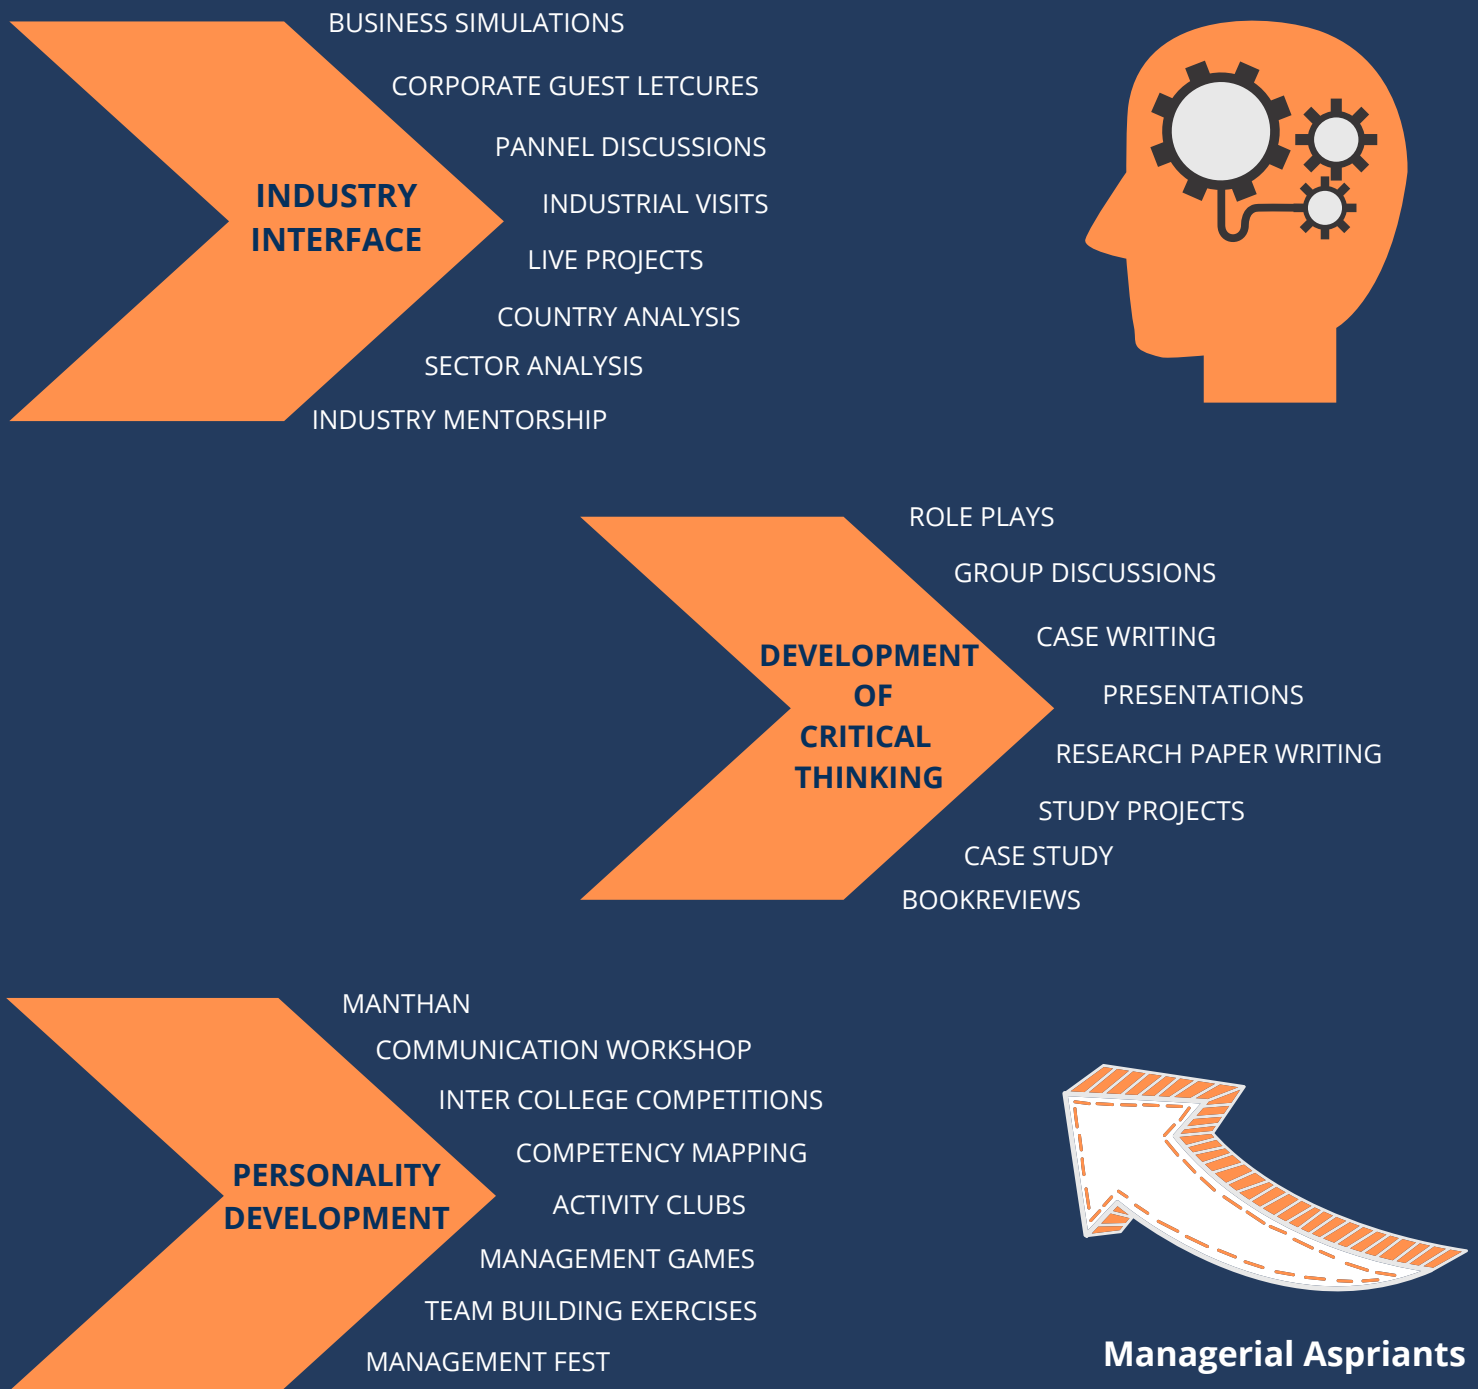 BUSINESS SIMULATIONS
CORPORATE GUEST LETCURES
PANNEL DISCUSSIONS
INDUSTRY
INTERFACE
INDUSTRIAL VISITS
LIVE PROJECTS
COUNTRY ANALYSIS
SECTOR ANALYSIS
INDUSTRY MENTORSHIP
ROLE PLAYS
GROUP DISCUSSIONS
CASE WRITING
DEVELOPMENT
OF
CRITICAL
THINKING
PRESENTATIONS
RESEARCH PAPER WRITING
STUDY PROJECTS
CASE STUDY
BOOKREVIEWS
MANTHAN
COMMUNICATION WORKSHOP
INTER COLLEGE COMPETITIONS
COMPETENCY MAPPING
PERSONALITY
DEVELOPMENT
ACTIVITY CLUBS
MANAGEMENT GAMES
TEAM BUILDING EXERCISES
MANAGEMENT FEST
Managerial Aspriants